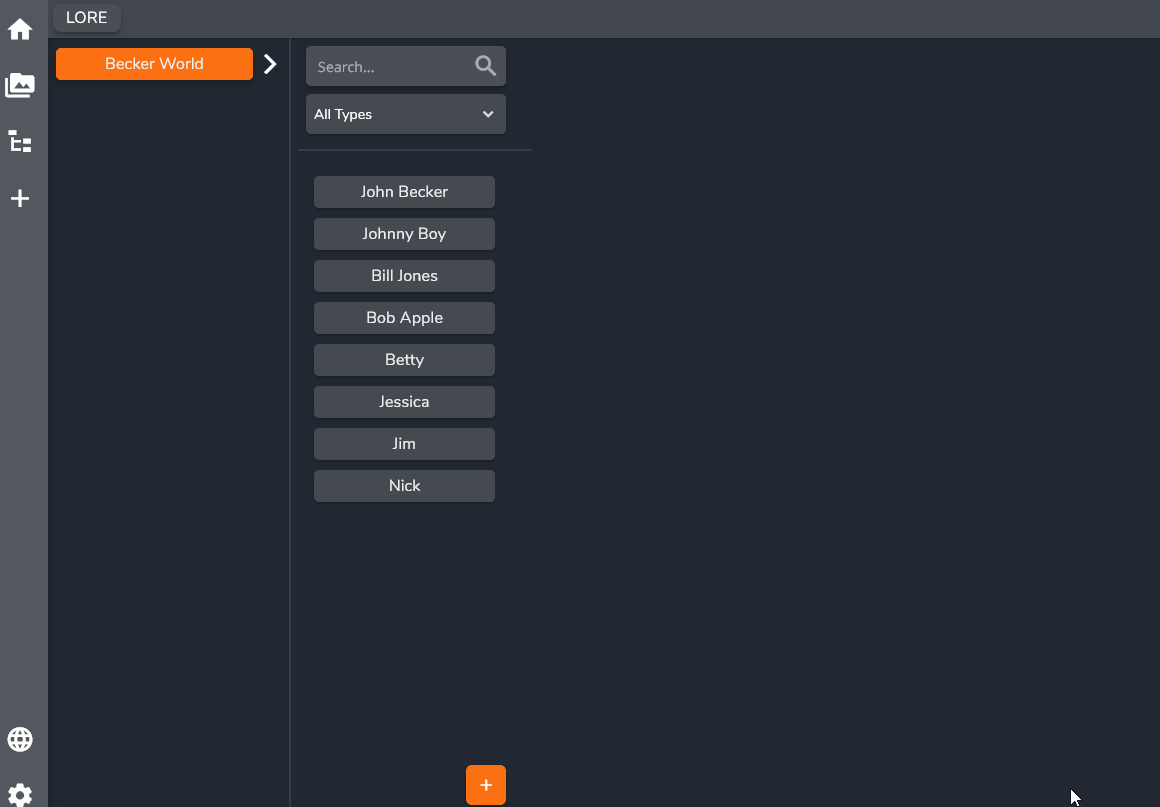 LORE
Becker World
Search...
All Types
John Becker
Johnny Boy
Bill Jones
Bob Apple
Betty
Jessica
Jim
Nick